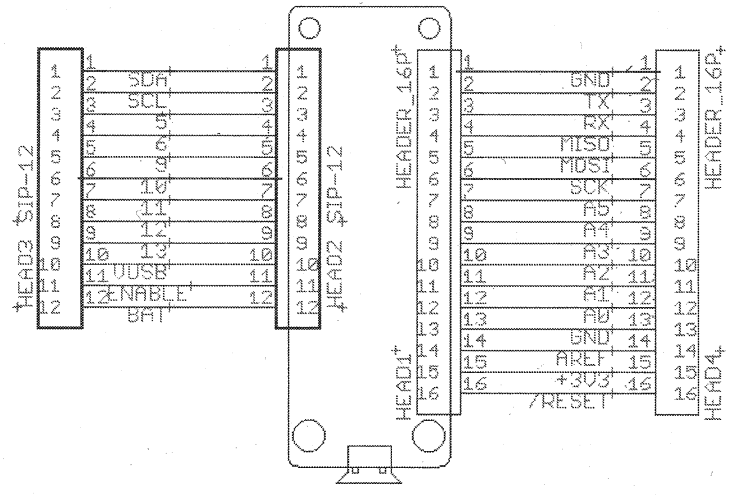 HEAD3 SIP-12
1 1 SDA 1 1
2 2 SCL 2 2
3 3 5 3 3
4 4 6 4 4
5 5 9 5 5
6 6 10 6 6
7 7 11 7 7
8 8 12 8 8
9 9 13 9 9
10 10 VUSB 10 10
11 11 ENABLE 11 11
12 12 BAT 12 12
HEAD2 SIP-12
HEADER_16P
HEAD1
1 1 GND 1 1
2 2 TX 2 2
3 3 RX 3 3
4 4 MISO 4 4
5 5 MOSI 5 5
6 6 SCK 6 6
7 7 A5 7 7
8 8 A4 8 8
9 9 A3 9 9
10 10 A2 10 10
11 11 A1 11 11
12 12 A0 12 12
13 13 GND 13 13
14 14 AREF 14 14
15 15 +3V3 15 15
16 16 /RESET 16 16
HEADER_16P
HEAD4